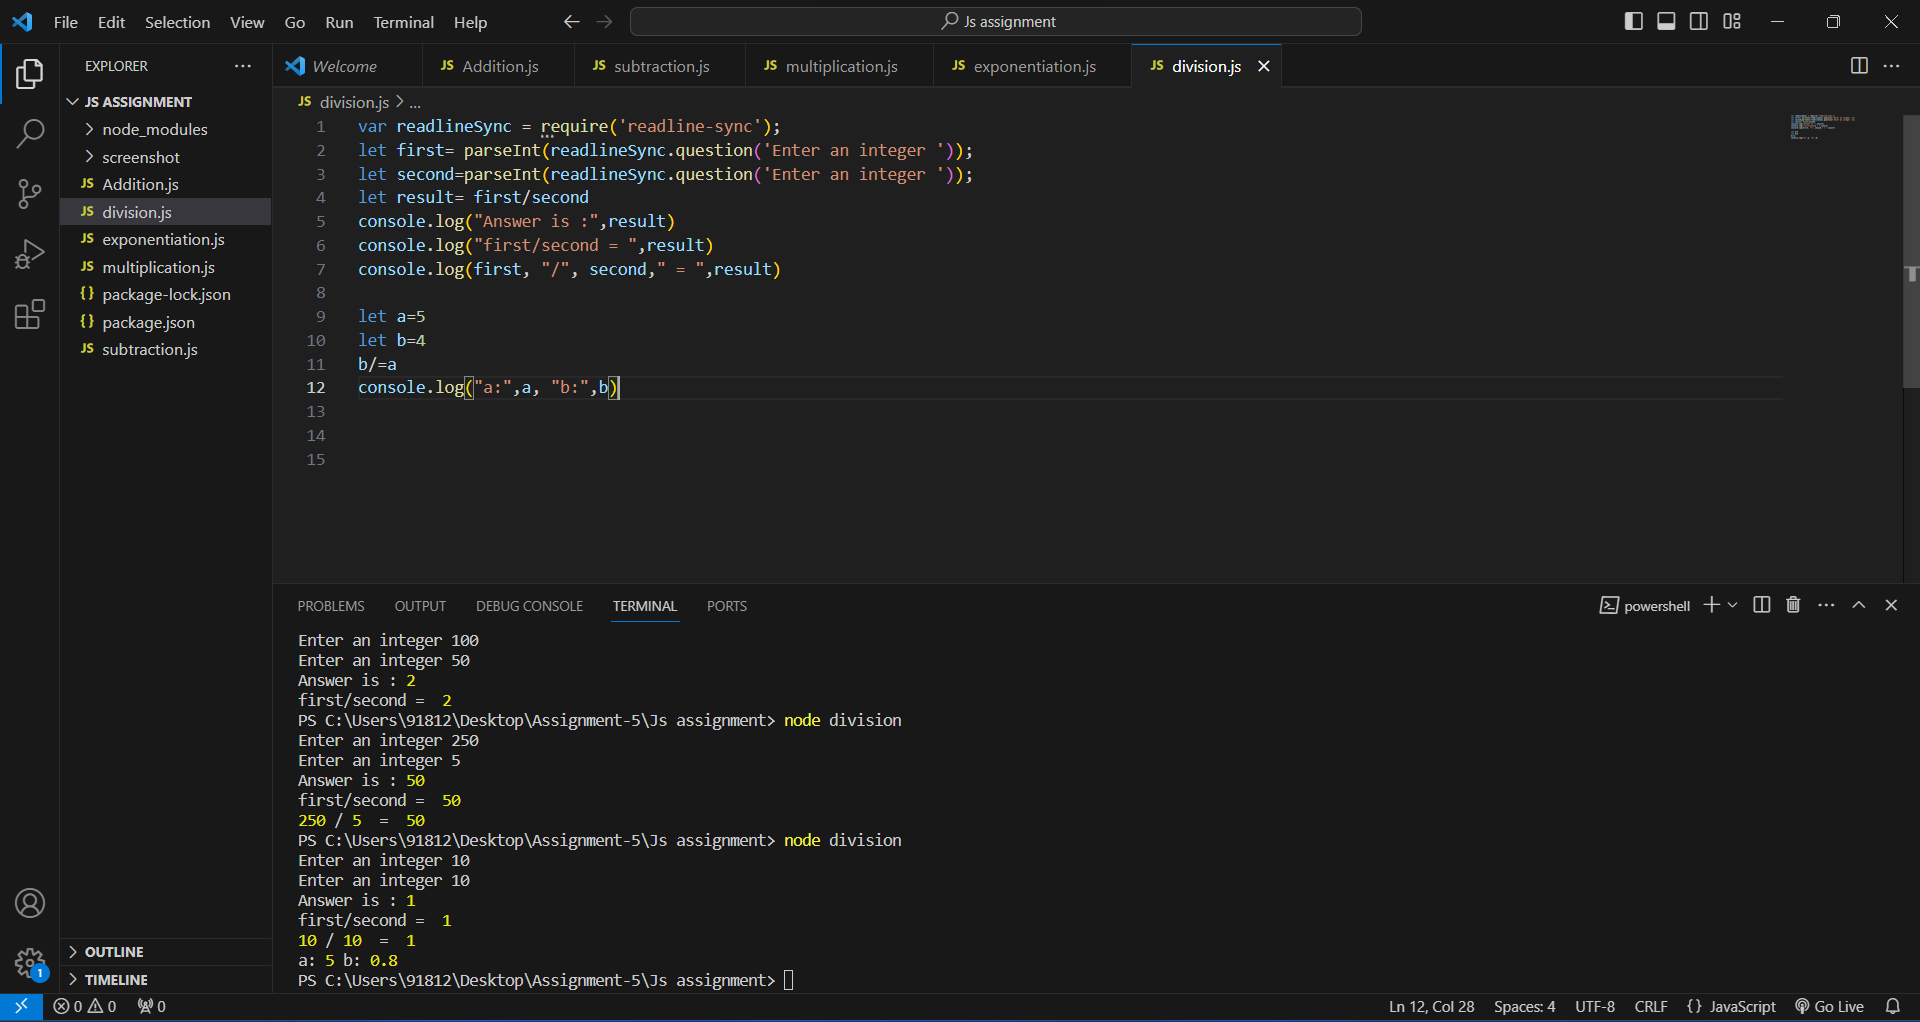 File Edit Selection View Go Run Terminal Help Js assignment
EXPLORER
JS ASSIGNMENT
node_modules
screenshot
JS Addition.js
JS division.js
JS exponentiation.js
JS multiplication.js
{} package-lock.json
{} package.json
JS subtraction.js
OUTLINE
TIMELINE
Welcome JS Addition.js JS subtraction.js JS multiplication.js JS exponentiation.js JS division.js
JS division.js > ...
1 var readlineSync = require('readline-sync');
2 let first= parseInt(readlineSync.question('Enter an integer '));
3 let second=parseInt(readlineSync.question('Enter an integer '));
4 let result= first/second
5 console.log("Answer is :",result)
6 console.log("first/second = ",result)
7 console.log(first, "/", second," = ",result)
8
9 let a=5
10 let b=4
11 b/=a
12 console.log("a:",a, "b:",b)
13
14
15
PROBLEMS OUTPUT DEBUG CONSOLE TERMINAL PORTS powershell
Enter an integer 100
Enter an integer 50
Answer is : 2
first/second =  2
PS C:\Users\91812\Desktop\Assignment-5\Js assignment> node division
Enter an integer 250
Enter an integer 5
Answer is : 50
first/second =  50
250 / 5  =  50
PS C:\Users\91812\Desktop\Assignment-5\Js assignment> node division
Enter an integer 10
Enter an integer 10
Answer is : 1
first/second =  1
10 / 10  =  1
a: 5 b: 0.8
PS C:\Users\91812\Desktop\Assignment-5\Js assignment>
1
0 0 0 Ln 12, Col 28 Spaces: 4 UTF-8 CRLF {} JavaScript Go Live